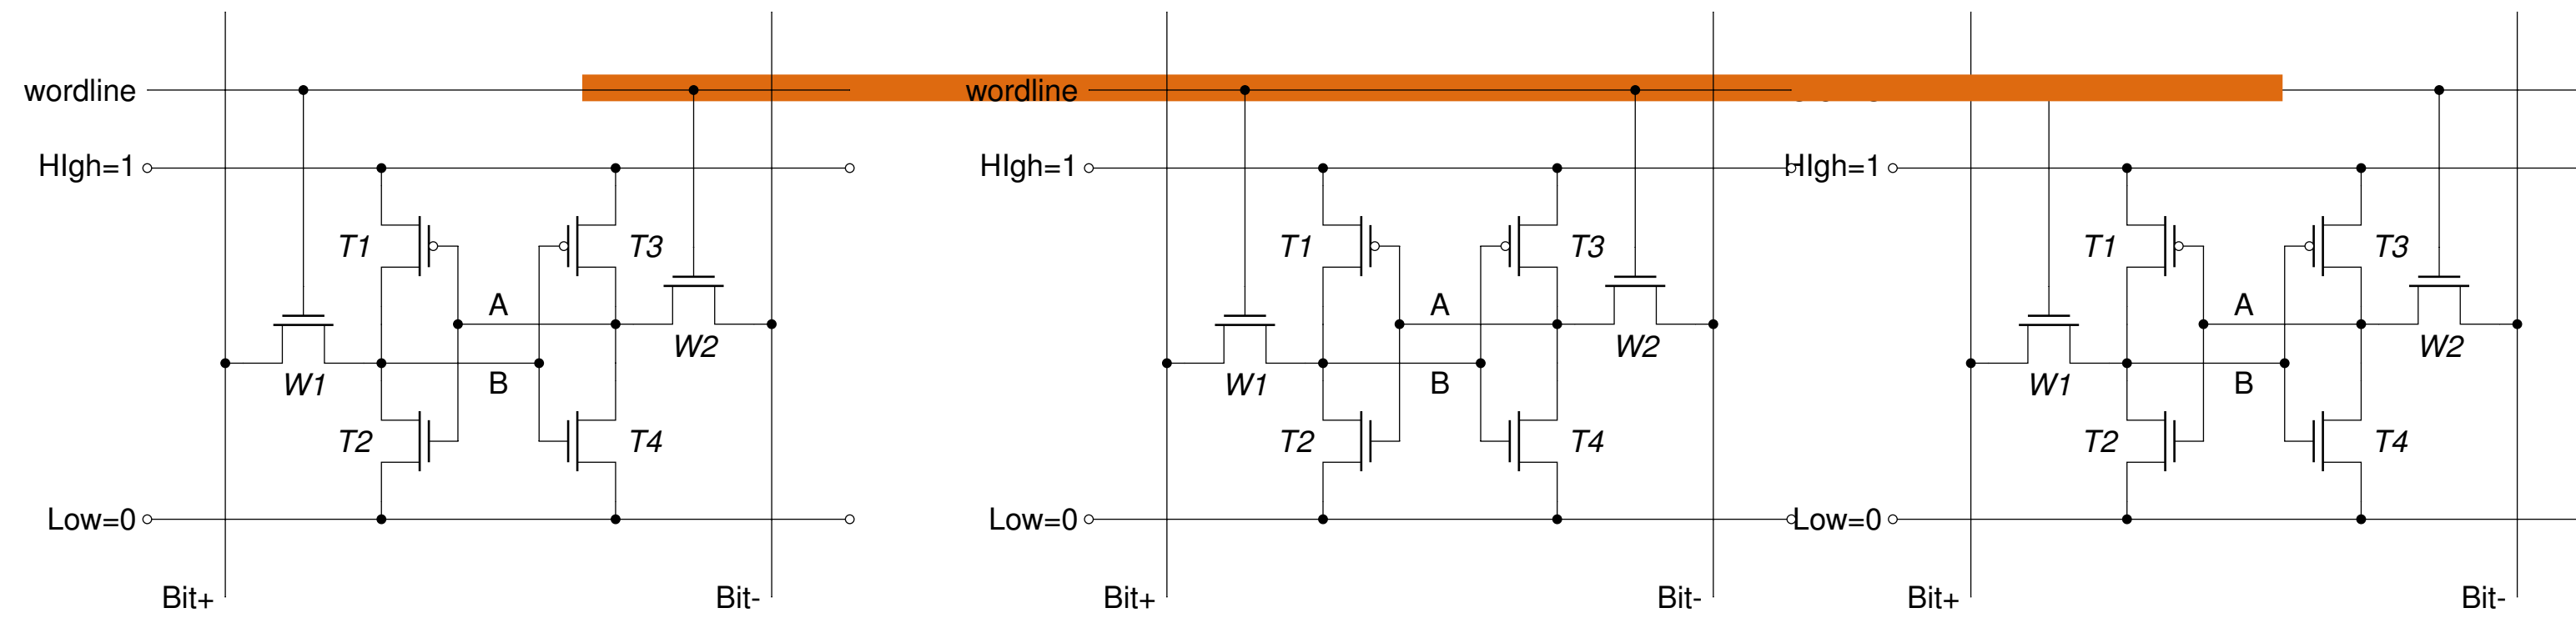 wordline
wordline
HIgh=1
HIgh=1
HIgh=1
T1
T3
T1
T3
T1
T3
A
A
A
W2
W2
W2
W1
B
W1
B
W1
B
T2
T4
T2
T4
T2
T4
Low=0
Low=0
Low=0
Bit+
Bit-
Bit+
Bit-
Bit+
Bit-